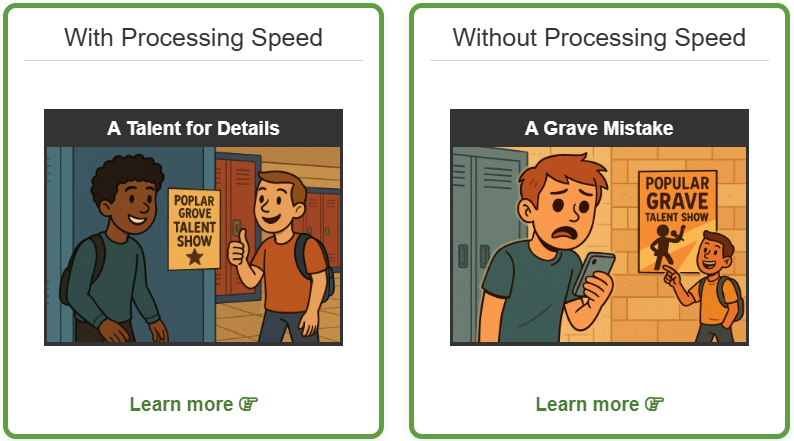 With Processing Speed
A Talent for Details
POPLAR
GROVE
TALENT
SHOW
Learn more
Without Processing Speed
A Grave Mistake
POPULAR
GRAVE
TALENT SHOW
Learn more